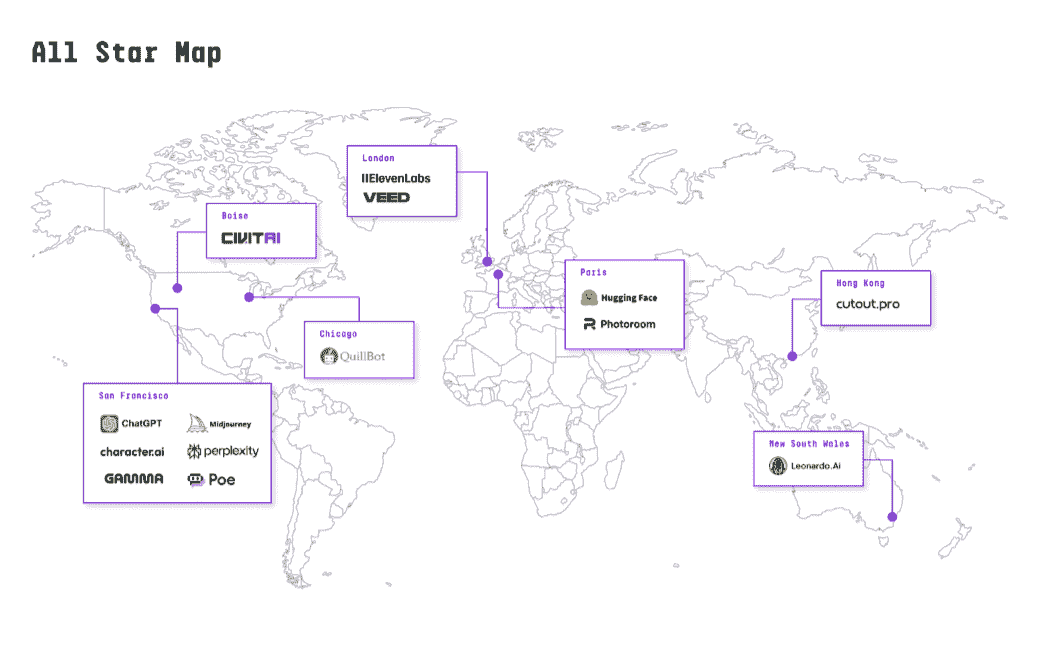 All Star Map
London
IIElevenLabs
VEED
Boise
CIVITAI
Paris
Hugging Face
Photoroom
Hong Kong
cutout.pro
Chicago
QuillBot
San Francisco
ChatGPT
Midjourney
character.ai
perplexity
GAMMA
Poe
New South Wales
Leonardo.Ai